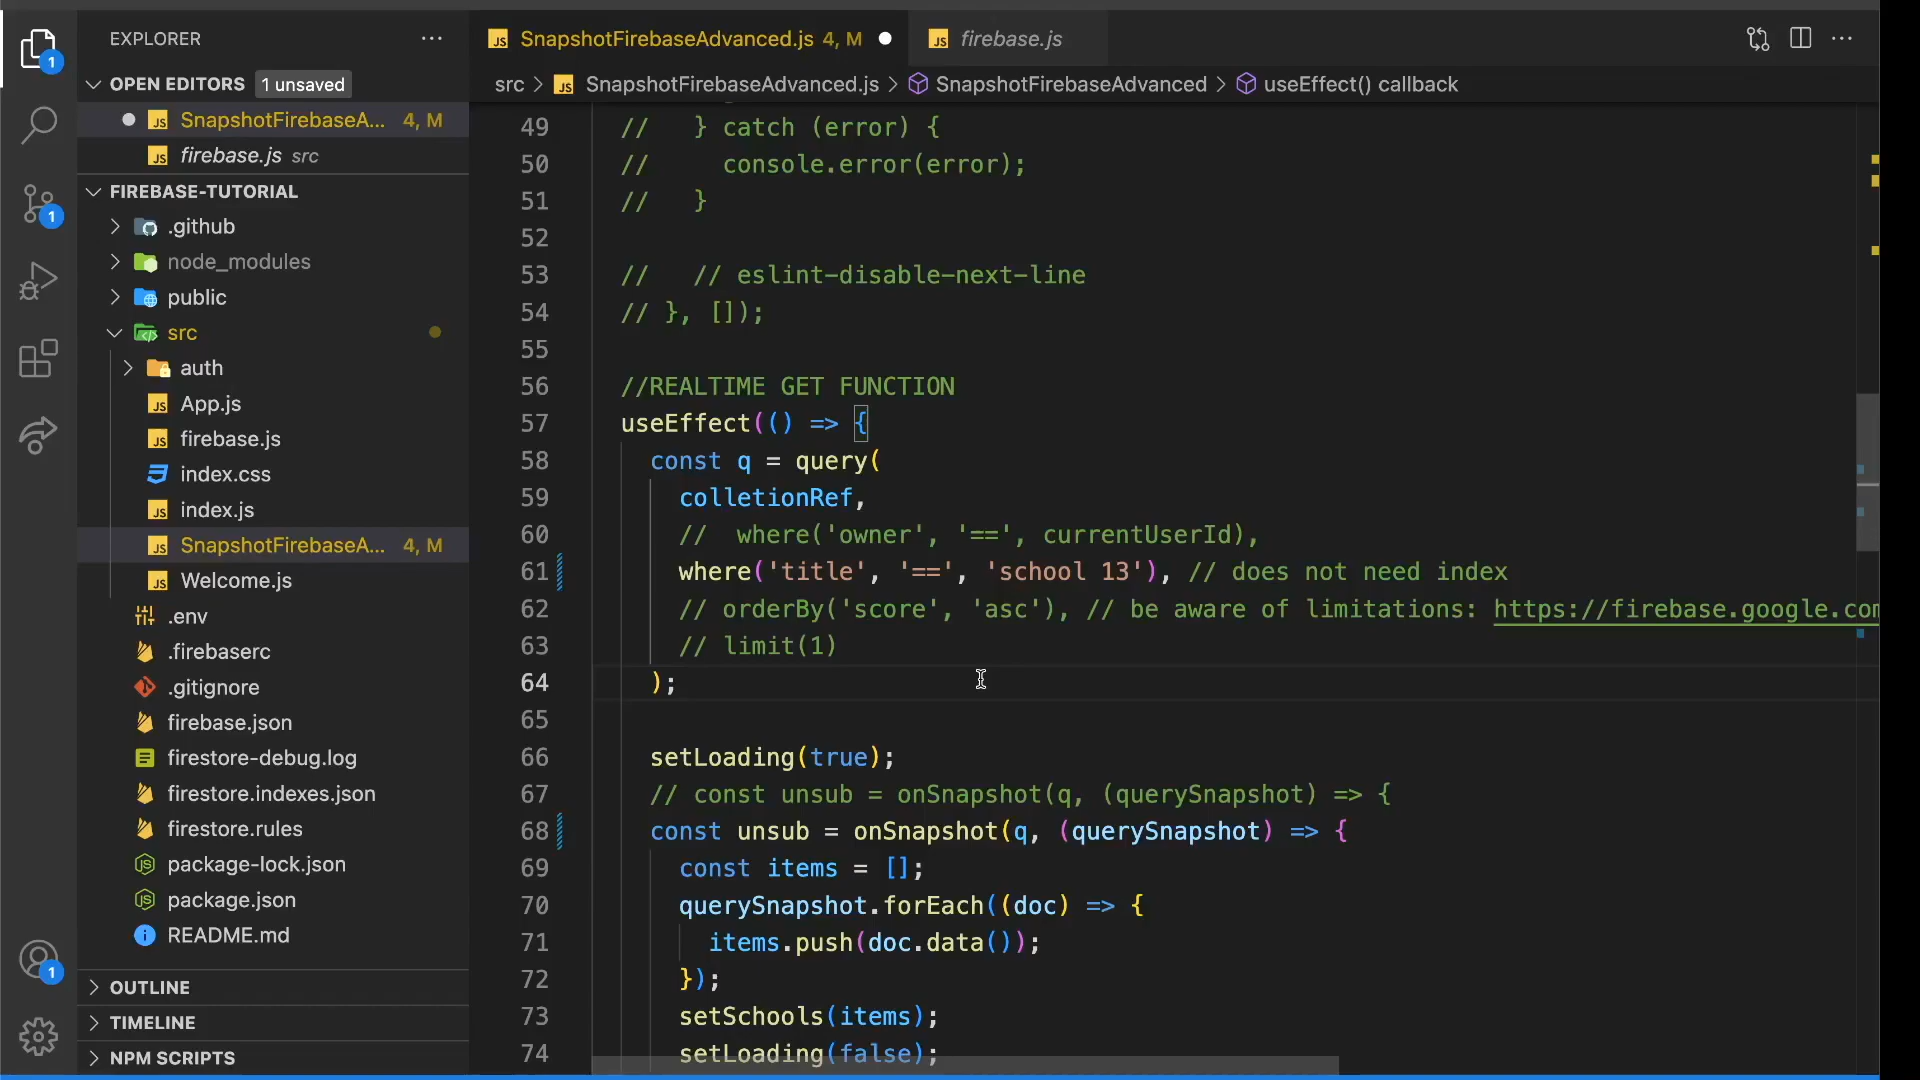 EXPLORER
OPEN EDITORS 1 unsaved
SnapshotFirebaseA... 4, M
firebase.js src
FIREBASE-TUTORIAL
.github
node_modules
public
src
auth
App.js
firebase.js
index.css
index.js
SnapshotFirebaseA... 4, M
Welcome.js
.env
.firebaserc
.gitignore
firebase.json
firestore-debug.log
firestore.indexes.json
firestore.rules
package-lock.json
package.json
README.md
OUTLINE
TIMELINE
NPM SCRIPTS
1
1
1
SnapshotFirebaseAdvanced.js 4, M
firebase.js
src > SnapshotFirebaseAdvanced.js > SnapshotFirebaseAdvanced > useEffect() callback
49 //   } catch (error) {
50 //     console.error(error);
51 //   }
52
53 //   // eslint-disable-next-line
54 // }, []);
55
56 //REALTIME GET FUNCTION
57 useEffect(() => {
58 const q = query(
59 colletionRef,
60 //  where('owner', '==', currentUserId),
61 where('title', '==', 'school 13'), // does not need index
62 // orderBy('score', 'asc'), // be aware of limitations: https://firebase.google.com
63 // limit(1)
64 );
65
66 setLoading(true);
67 // const unsub = onSnapshot(q, (querySnapshot) => {
68 const unsub = onSnapshot(q, (querySnapshot) => {
69 const items = [];
70 querySnapshot.forEach((doc) => {
71 items.push(doc.data());
72 });
73 setSchools(items);
74 setLoading(false);